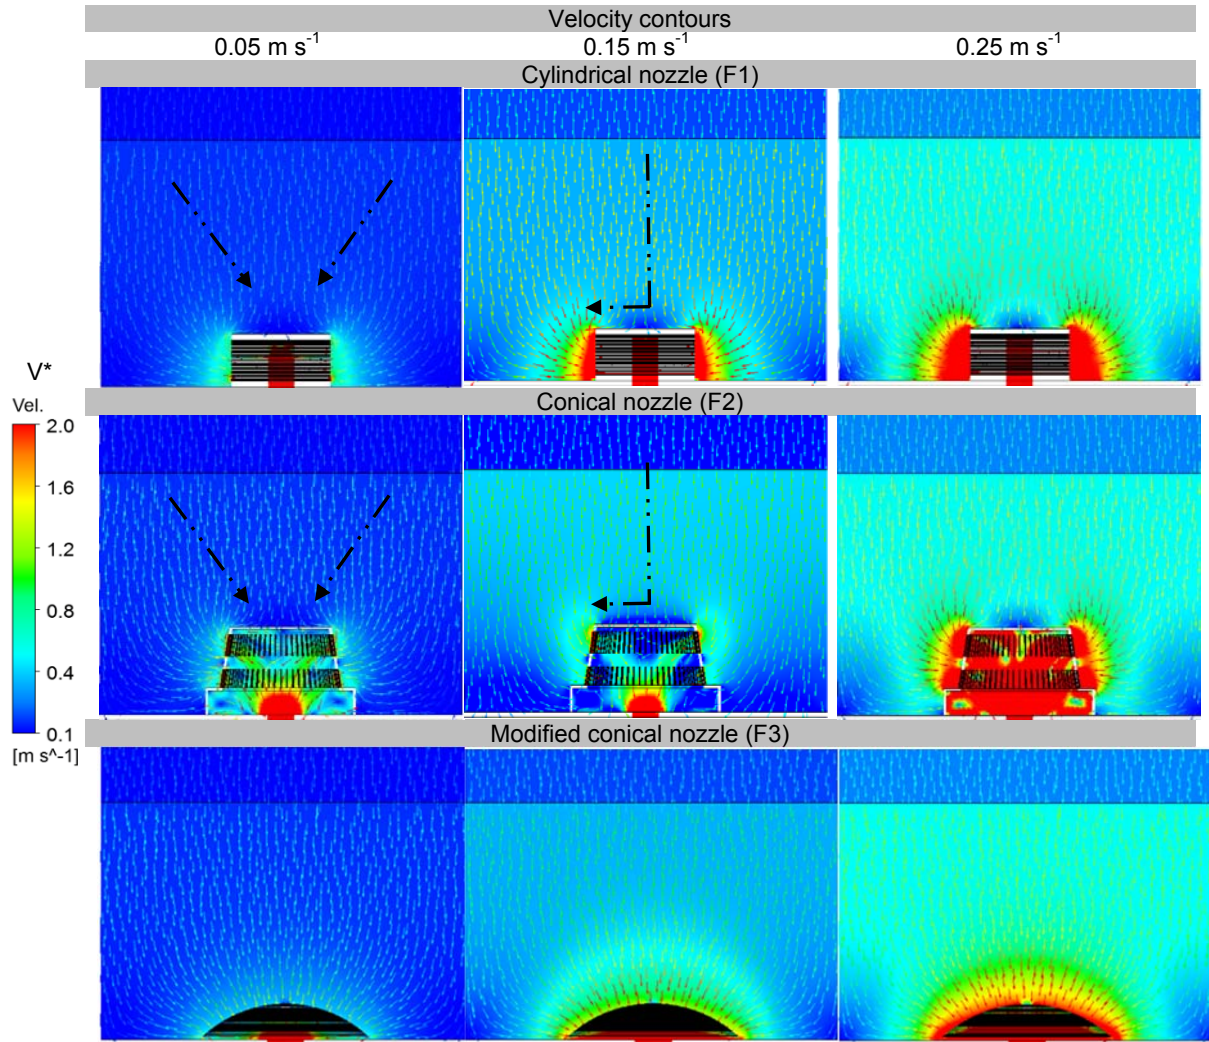 Velocity contours
0.05 m s⁻¹ 0.15 m s⁻¹ 0.25 m s⁻¹
Cylindrical nozzle (F1)
V*
Vel.
2.0
1.6
1.2
0.8
0.4
0.1
[m s^-1]
Conical nozzle (F2)
Modified conical nozzle (F3)